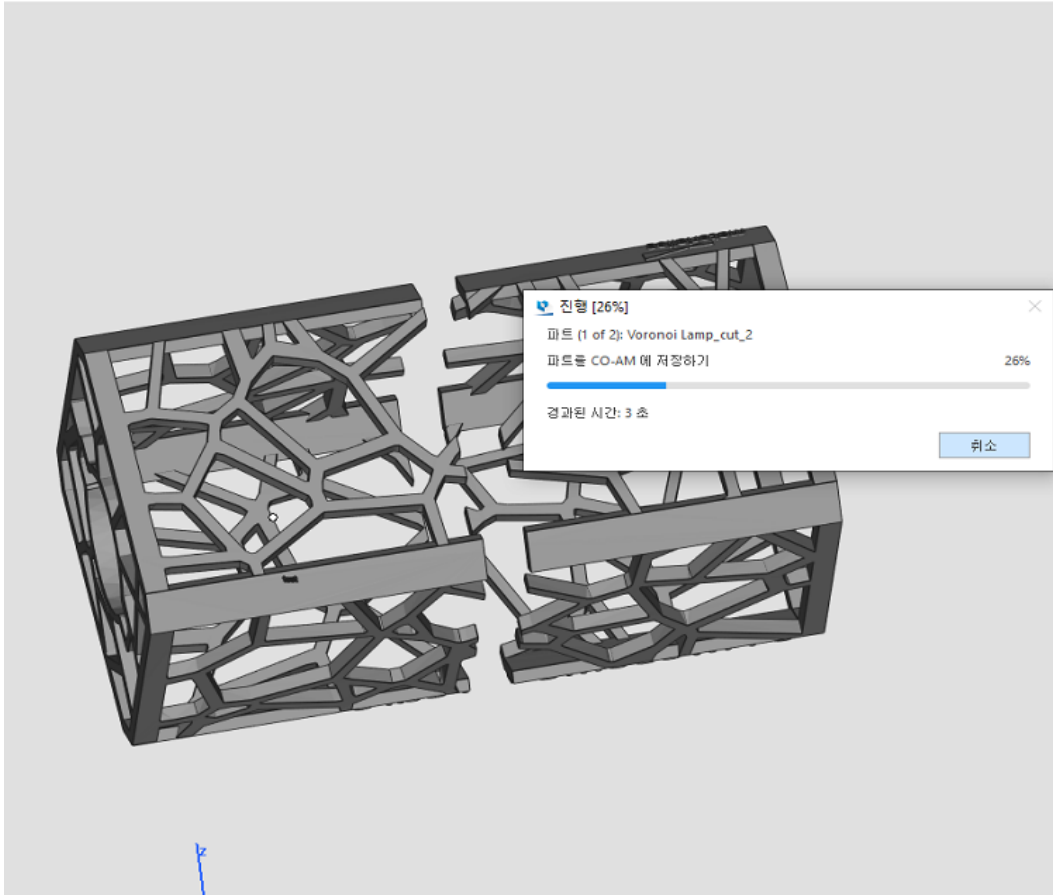 진행 [26%]
파트 (1 of 2): Voronoi Lamp_cut_2
파트를 CO-AM 에 저장하기 26%
경과된 시간: 3 초
취소
z